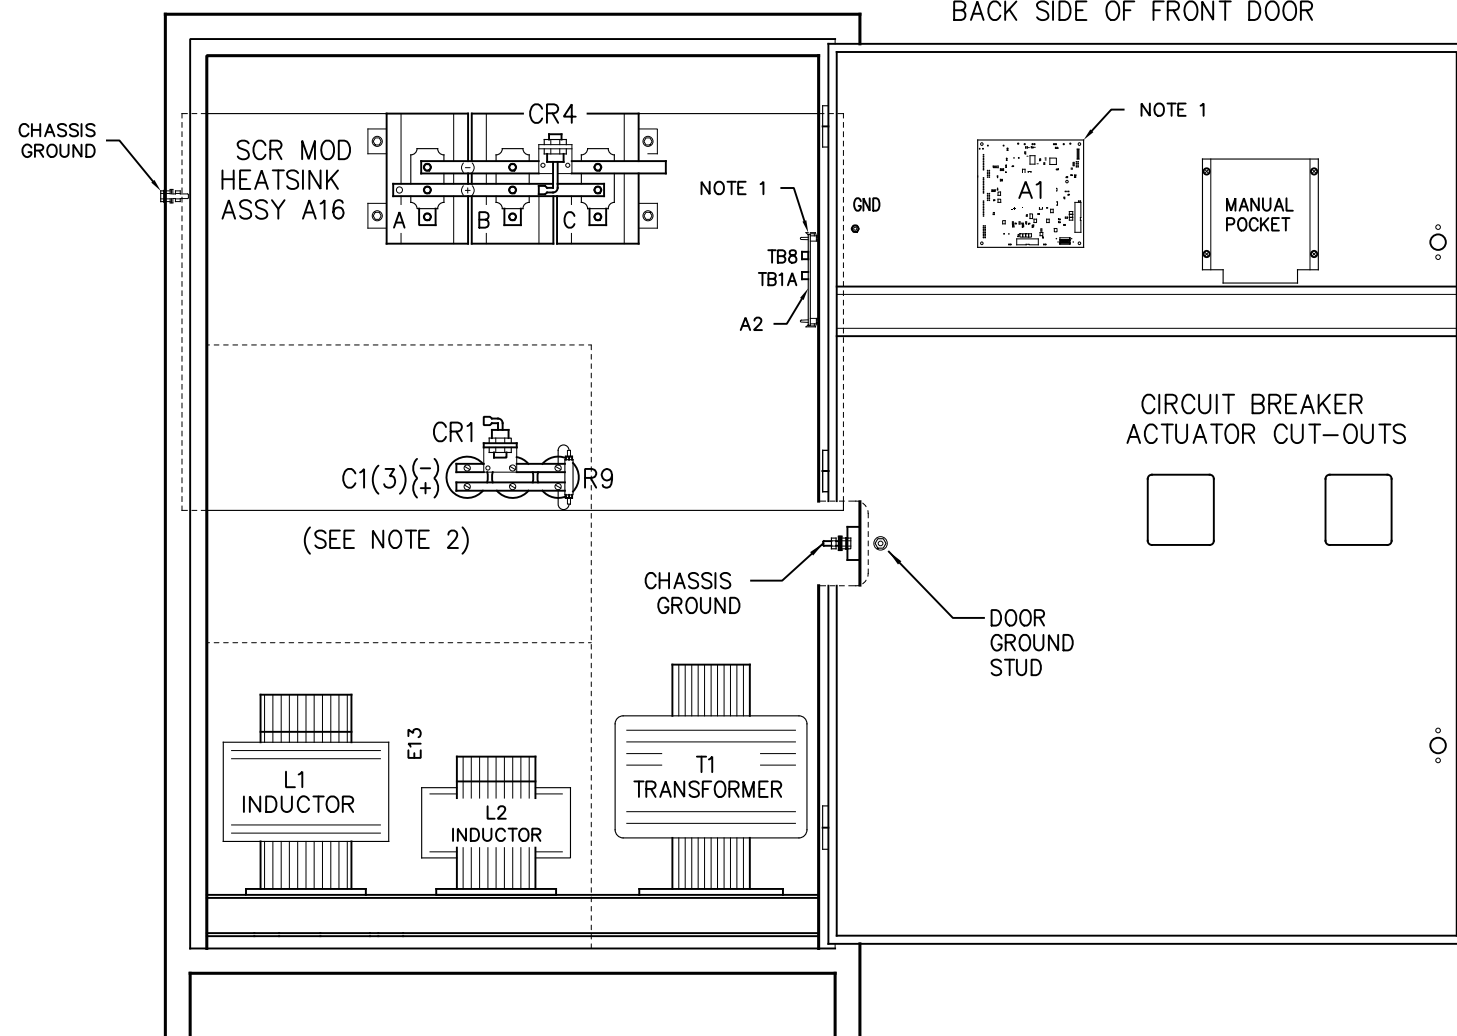 BACK SIDE OF FRONT DOOR
CHASSIS
GROUND
SCR MOD
HEATSINK
ASSY A16
CR4
(-)
(+)
A
B
C
NOTE 1
TB8
TB1A
A2
GND
A1
NOTE 1
MANUAL
POCKET
CR1
C1(3)
(-)
(+)
R9
(SEE NOTE 2)
CIRCUIT BREAKER
ACTUATOR CUT-OUTS
CHASSIS
GROUND
DOOR
GROUND
STUD
L1
INDUCTOR
E13
L2
INDUCTOR
T1
TRANSFORMER